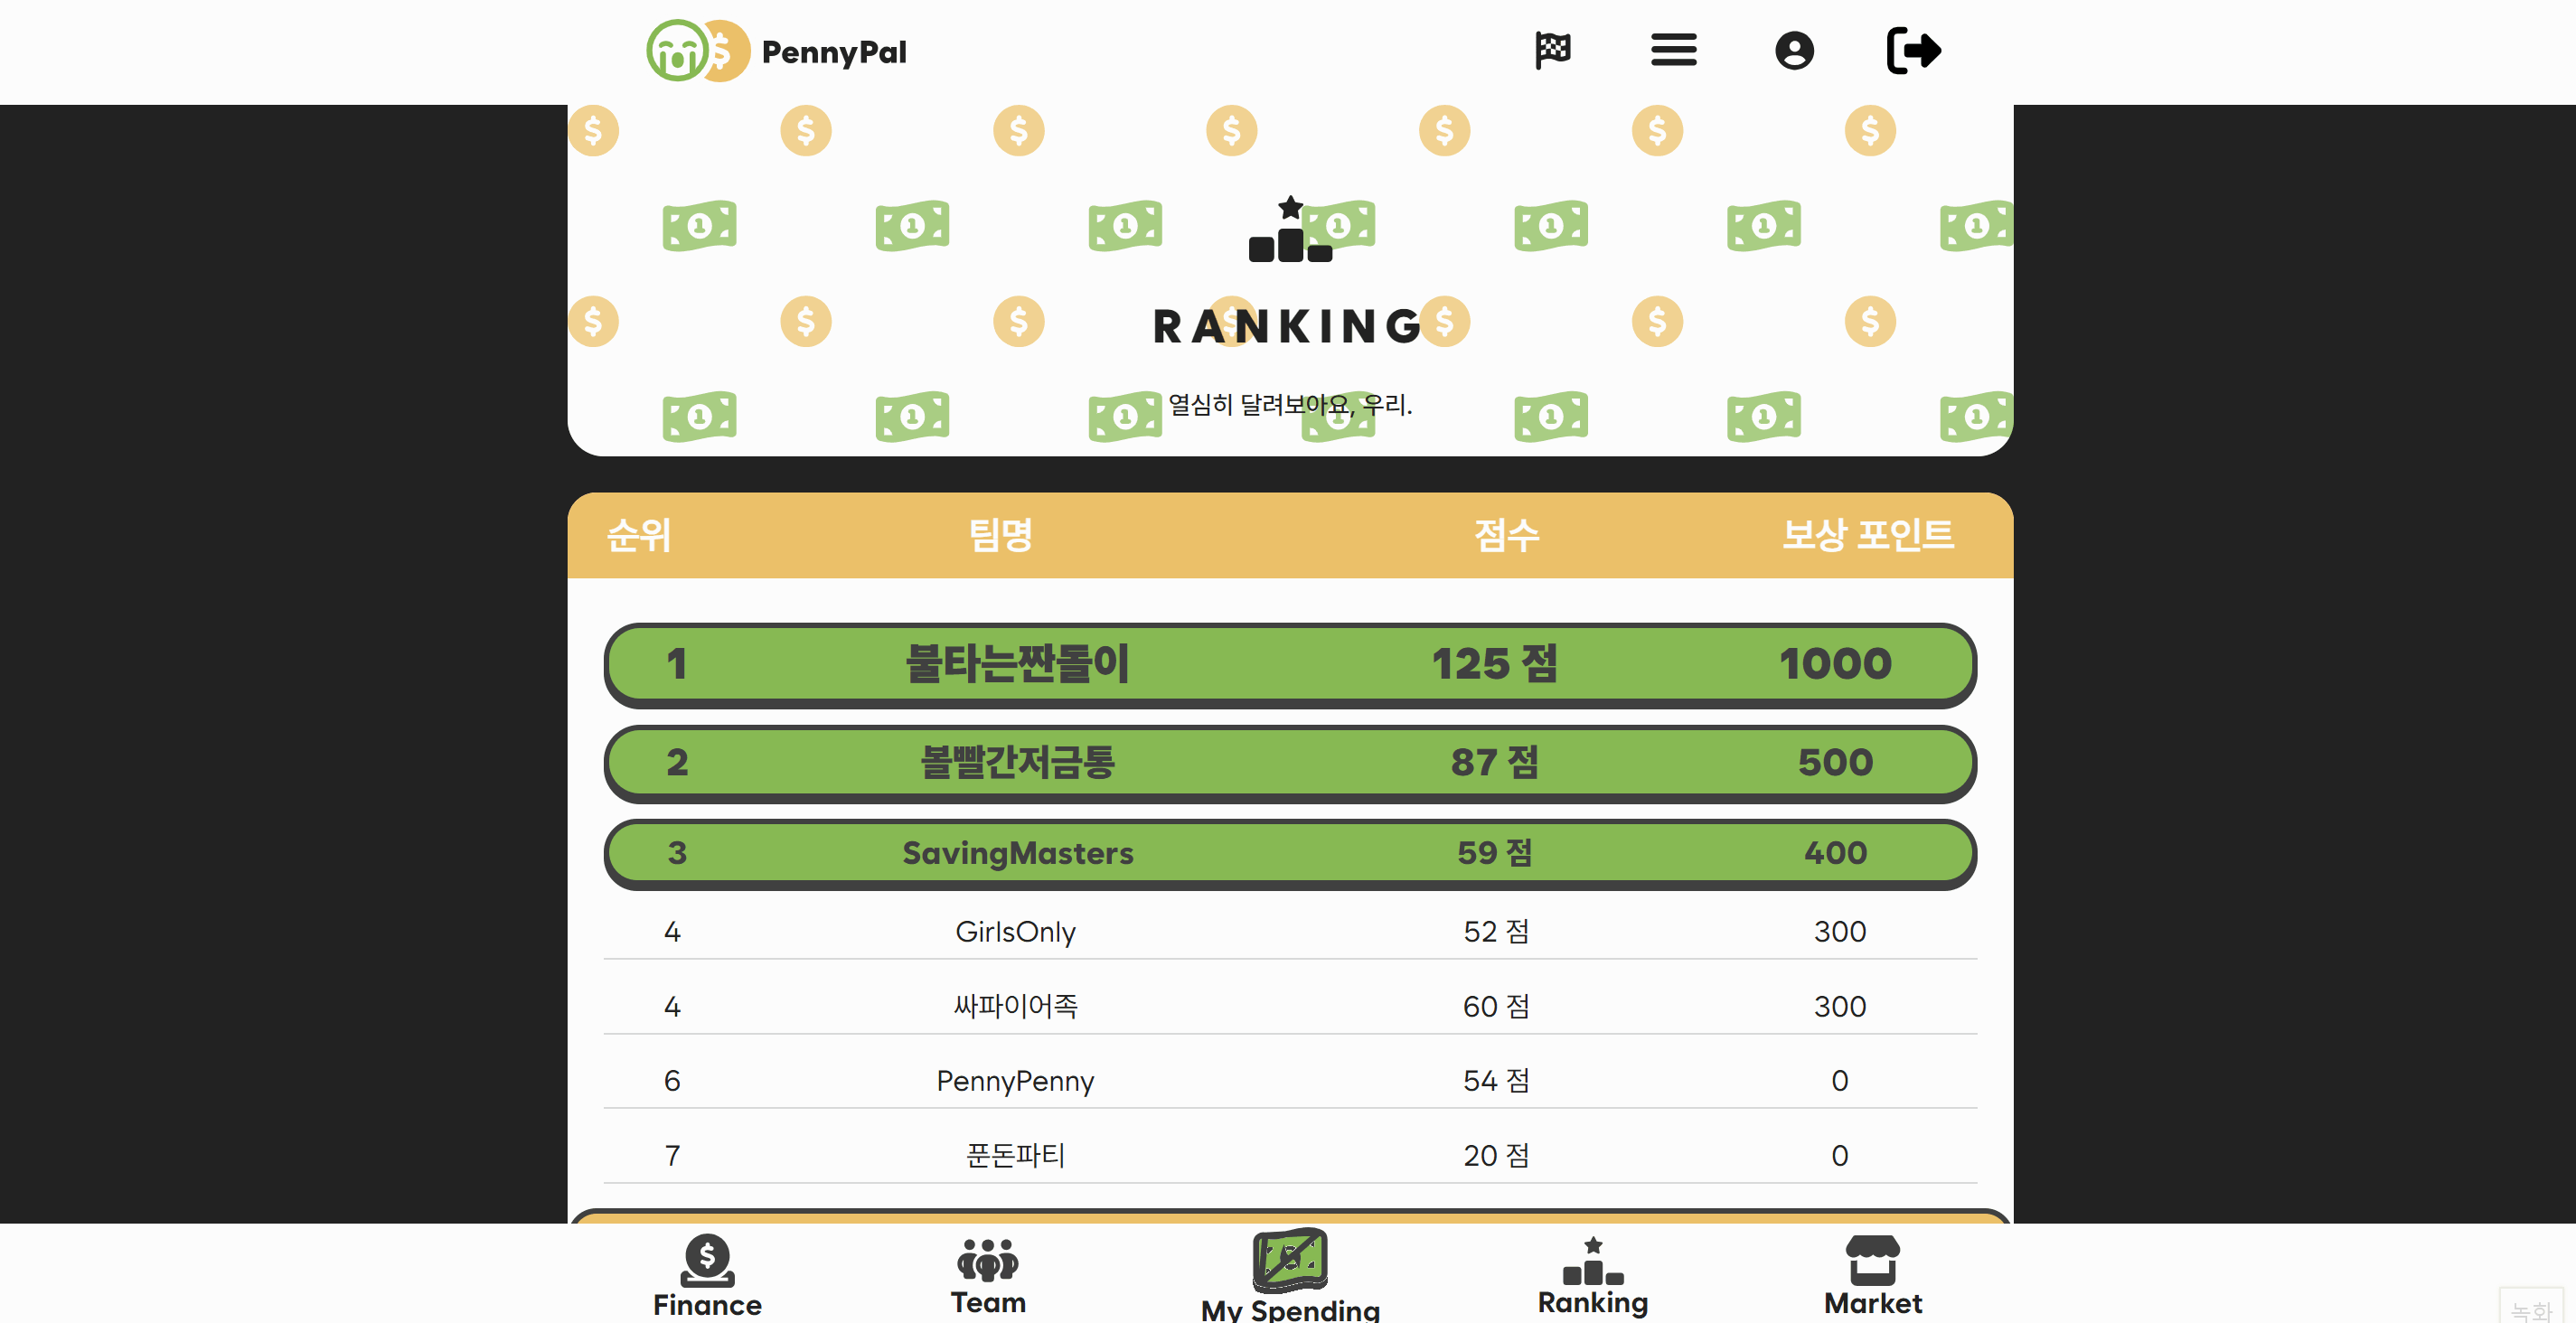 PennyPal
RANKING
열심히 달려보아요, 우리.
순위 팀명 점수 보상 포인트
1 불타는짠돌이 125 점 1000
2 볼빨간저금통 87 점 500
3 SavingMasters 59 점 400
4 GirlsOnly 52 점 300
4 싸파이어족 60 점 300
6 PennyPenny 54 점 0
7 푼돈파티 20 점 0
Finance Team My Spending Ranking Market
녹화